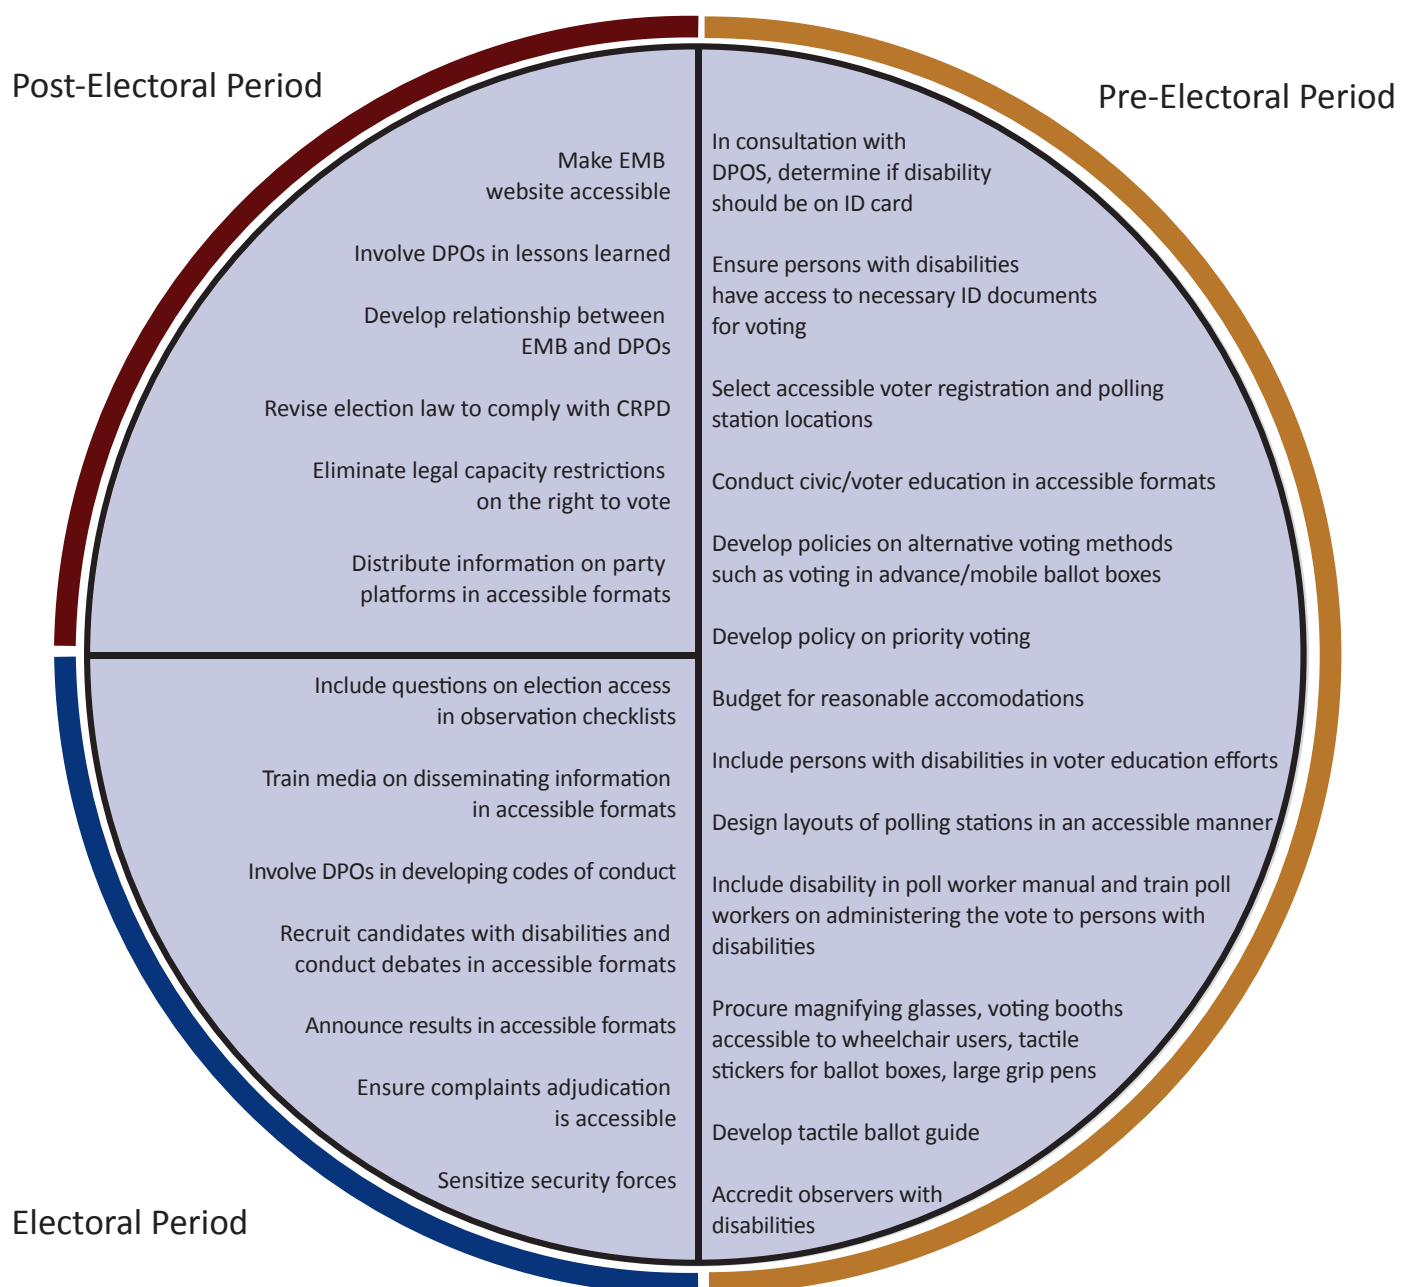 Post-Electoral Period
Make EMB
website accessible
Involve DPOs in lessons learned
Develop relationship between
EMB and DPOs
Revise election law to comply with CRPD
Eliminate legal capacity restrictions
on the right to vote
Distribute information on party
platforms in accessible formats
Pre-Electoral Period
In consultation with
DPOS, determine if disability
should be on ID card
Ensure persons with disabilities
have access to necessary ID documents
for voting
Select accessible voter registration and polling
station locations
Conduct civic/voter education in accessible formats
Develop policies on alternative voting methods
such as voting in advance/mobile ballot boxes
Develop policy on priority voting
Budget for reasonable accomodations
Include persons with disabilities in voter education efforts
Design layouts of polling stations in an accessible manner
Include disability in poll worker manual and train poll
workers on administering the vote to persons with
disabilities
Procure magnifying glasses, voting booths
accessible to wheelchair users, tactile
stickers for ballot boxes, large grip pens
Develop tactile ballot guide
Accredit observers with
disabilities
Include questions on election access
in observation checklists
Train media on disseminating information
in accessible formats
Involve DPOs in developing codes of conduct
Recruit candidates with disabilities and
conduct debates in accessible formats
Announce results in accessible formats
Ensure complaints adjudication
is accessible
Sensitize security forces
Electoral Period